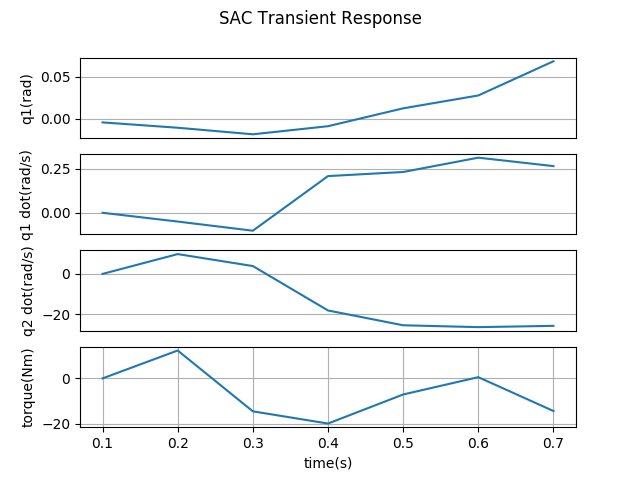 SAC Transient Response
0.05
0.00
q1(rad)
0.25
0.00
q1 dot(rad/s)
0
−20
q2 dot(rad/s)
0
−20
torque(Nm)
0.1 0.2 0.3 0.4 0.5 0.6 0.7
time(s)